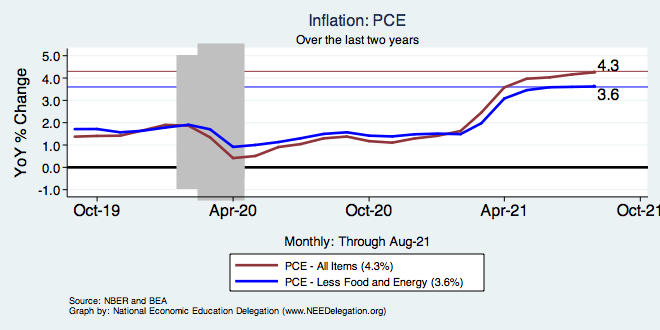 Inflation: PCE
Over the last two years
YoY % Change
5.0
4.0
3.0
2.0
1.0
0.0
-1.0
4.3
3.6
Oct-19
Apr-20
Oct-20
Apr-21
Oct-21
Monthly: Through Aug-21
PCE - All Items (4.3%)
PCE - Less Food and Energy (3.6%)
Source: NBER and BEA
Graph by: National Economic Education Delegation (www.NEEDelegation.org)